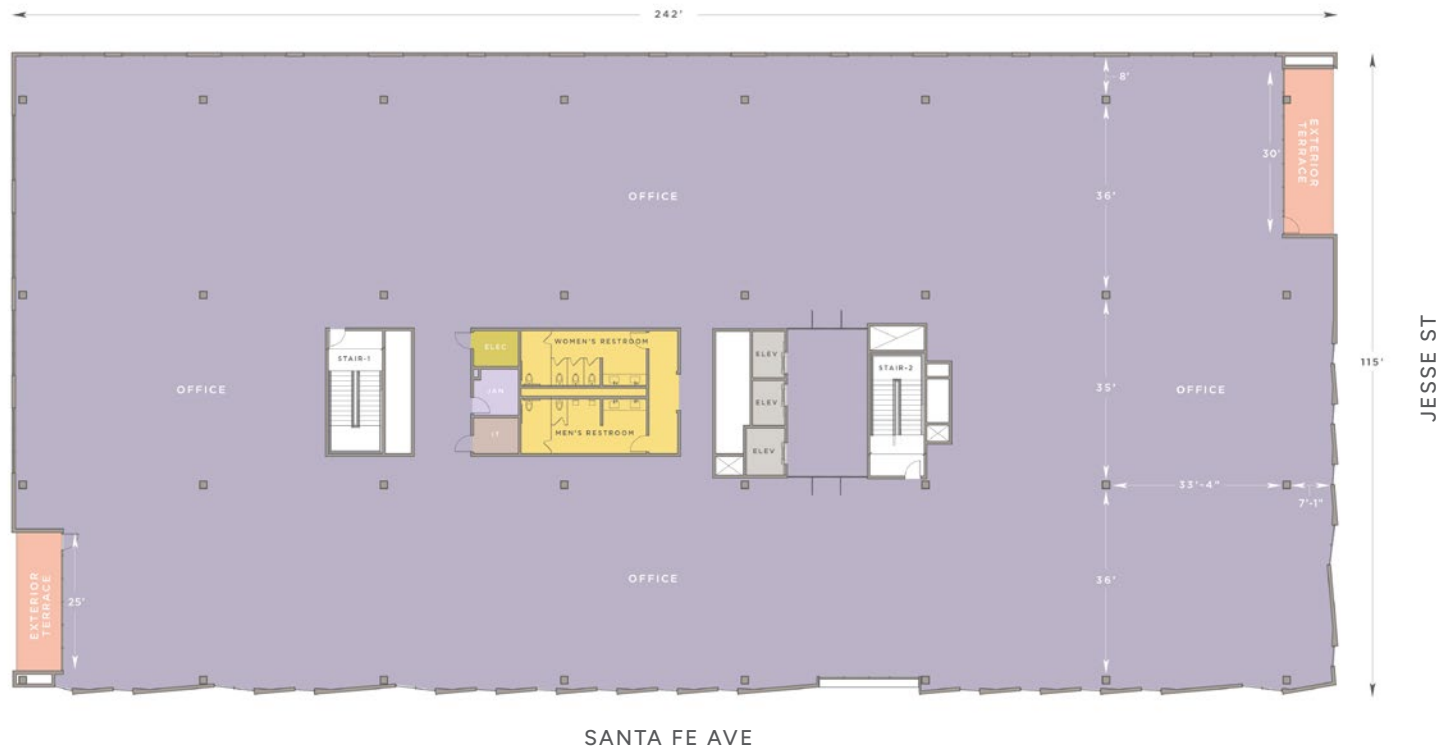 242'
8'
30'
EXTERIOR
TERRACE
OFFICE
36'
JESSE ST
115'
ELEC
WOMEN'S RESTROOM
STAIR-1
ELEV
STAIR-2
OFFICE
JAN
35'
OFFICE
ELEV
IT
MEN'S RESTROOM
ELEV
33'-4"
7'-1"
OFFICE
36'
EXTERIOR
TERRACE
25'
SANTA FE AVE